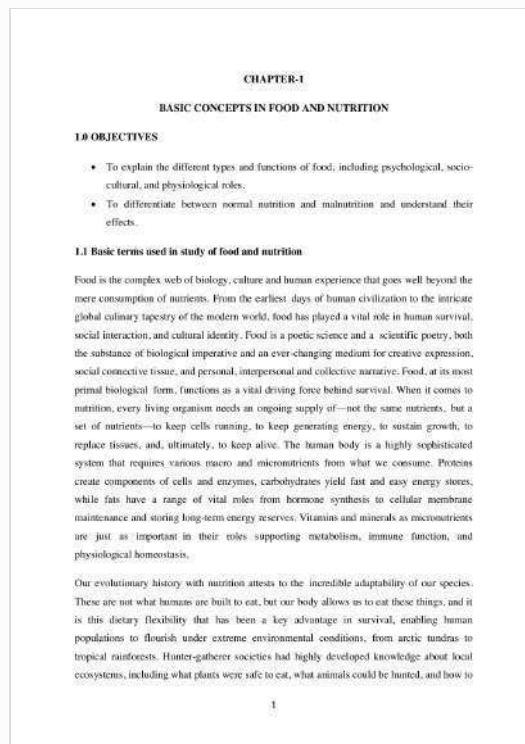 CHAPTER-1
BASIC CONCEPTS IN FOOD AND NUTRITION
1.0 OBJECTIVES
• To explain the different types and functions of food, including psychological, socio-
cultural, and physiological roles.
• To differentiate between normal nutrition and malnutrition and understand their
effects.
1.1 Basic terms used in study of food and nutrition
Food is the complex web of biology, culture and human experience that goes well beyond the
mere consumption of nutrients. From the earliest days of human civilization to the intricate
global culinary tapestry of the modern world, food has played a vital role in human survival,
social interaction, and cultural identity. Food is a poetic science and a scientific poetry, both
the substance of biological imperative and an ever-changing medium for creative expression,
social connective tissue, and personal, interpersonal and collective narrative. Food, at its most
primal biological form, functions as a vital driving force behind survival. When it comes to
nutrition, every living organism needs an ongoing supply of—not the same nutrients, but a
set of nutrients—to keep cells running, to keep generating energy, to sustain growth, to
replace tissues, and, ultimately, to keep alive. The human body is a highly sophisticated
system that requires various macro and micronutrients from what we consume. Proteins
create components of cells and enzymes, carbohydrates yield fast and easy energy stores,
while fats have a range of vital roles from hormone synthesis to cellular membrane
maintenance and storing long-term energy reserves. Vitamins and minerals as micronutrients
are just as important in their roles supporting metabolism, immune function, and
physiological homeostasis.
Our evolutionary history with nutrition attests to the incredible adaptability of our species.
These are not what humans are built to eat, but our body allows us to eat these things, and it
is this dietary flexibility that has been a key advantage in survival, enabling human
populations to flourish under extreme environmental conditions, from arctic tundras to
tropical rainforests. Hunter-gatherer societies had highly developed knowledge about local
ecosystems, including what plants were safe to eat, what animals could be hunted, and how to
1